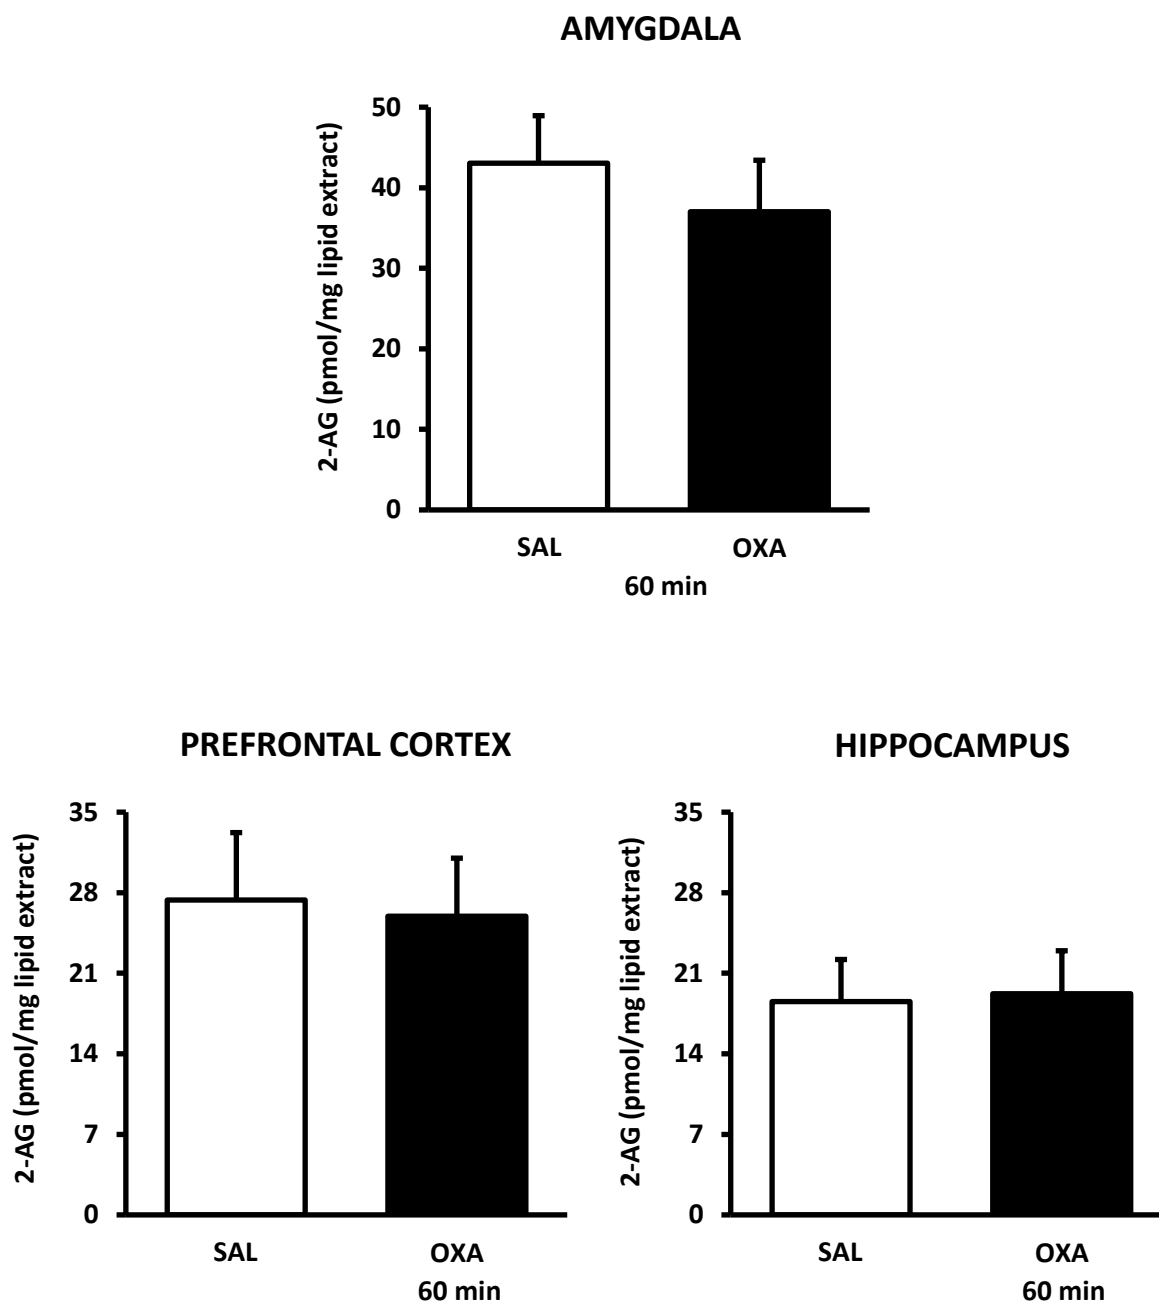 AMYGDALA
2-AG (pmol/mg lipid extract)
50
40
30
20
10
0
SAL OXA
60 min
PREFRONTAL CORTEX
2-AG (pmol/mg lipid extract)
35
28
21
14
7
0
SAL OXA
60 min
HIPPOCAMPUS
2-AG (pmol/mg lipid extract)
35
28
21
14
7
0
SAL OXA
60 min